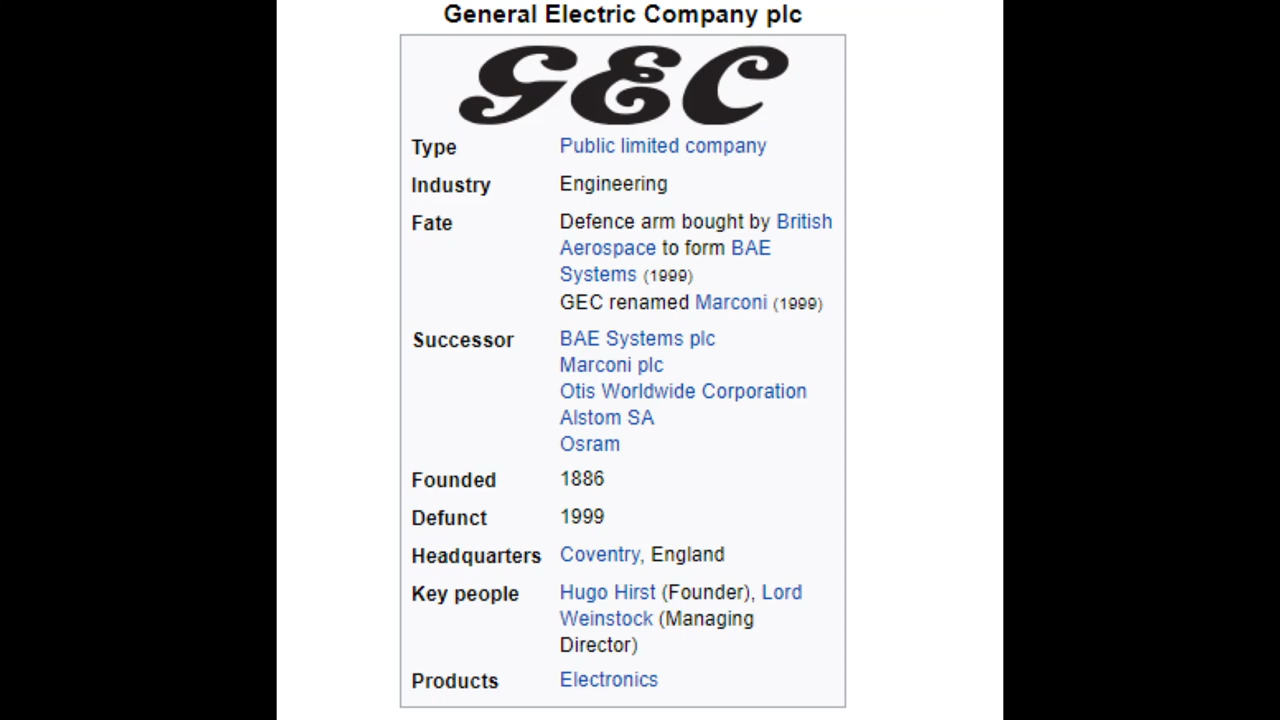 General Electric Company plc
GEC
Type Public limited company
Industry Engineering
Fate Defence arm bought by British
Aerospace to form BAE
Systems (1999)
GEC renamed Marconi (1999)
Successor BAE Systems plc
Marconi plc
Otis Worldwide Corporation
Alstom SA
Osram
Founded 1886
Defunct 1999
Headquarters Coventry, England
Key people Hugo Hirst (Founder), Lord
Weinstock (Managing
Director)
Products Electronics